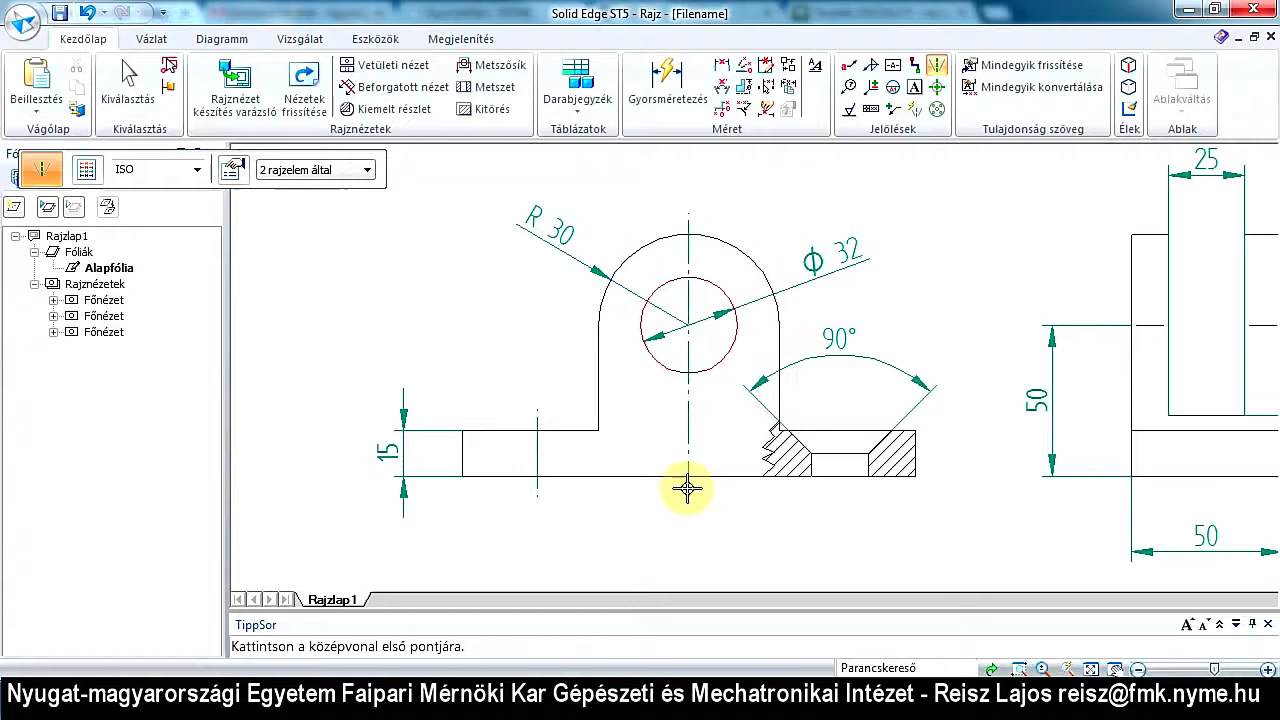 Solid Edge ST5 - Rajz - [Filename]
Kezdőlap
Vázlat
Diagramm
Vizsgálat
Eszközök
Megjelenítés
Beillesztés
Vágólap
Kiválasztás
Kiválasztás
Rajznézet
készítés varázsló
Nézetek
frissítése
Vetületi nézet
Beforgatott nézet
Kiemelt részlet
Metszősík
Metszet
Kitörés
Rajznézetek
Darabjegyzék
Táblázatok
Gyorsméretezés
Méret
Jelölések
Mindegyik frissítése
Mindegyik konvertálása
Tulajdonság szöveg
Élek
Ablakváltás
Ablak
ISO
2 rajzelem által
Rajzlap1
Fóliák
Alapfólia
Rajznézetek
Főnézet
Főnézet
Főnézet
R 30
Φ 32
90°
15
25
50
50
Rajzlap1
TippSor
Kattintson a középvonal első pontjára.
Parancskereső
Nyugat-magyarországi Egyetem Faipari Mérnöki Kar Gépészeti és Mechatronikai Intézet - Reisz Lajos reisz@fmk.nyme.hu